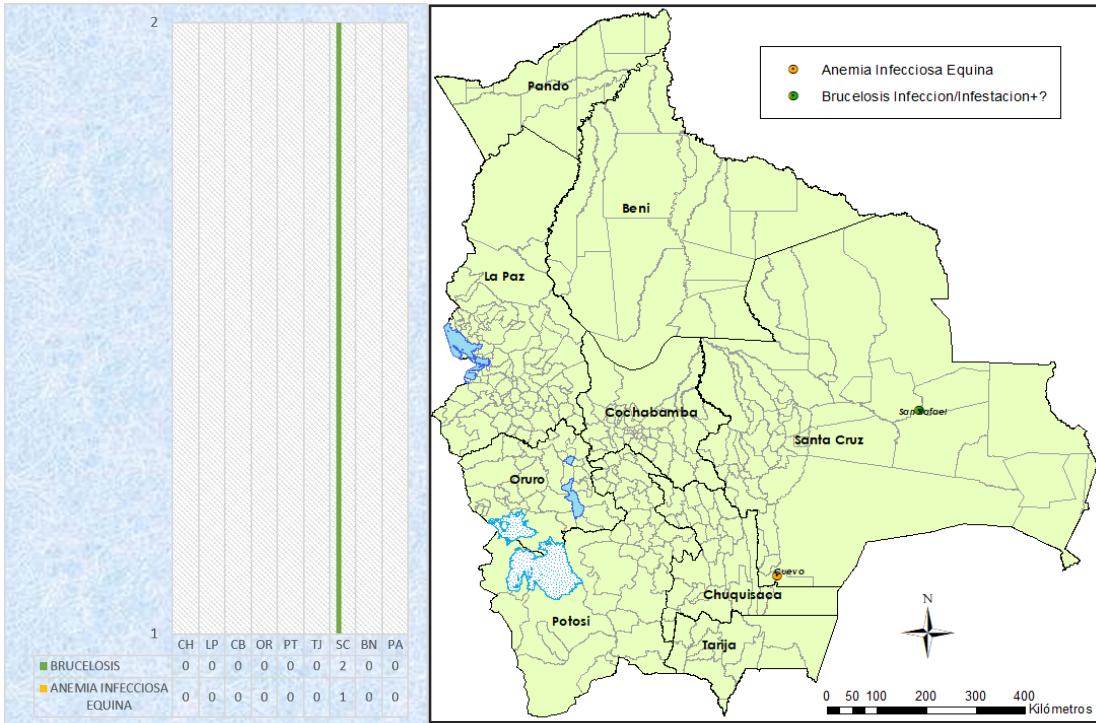 2
1
CH LP CB OR PT TJ SC BN PA
BRUCELOSIS 0 0 0 0 0 0 2 0 0
ANEMIA INFECCIOSA
EQUINA 0 0 0 0 0 0 1 0 0
Anemia Infecciosa Equina
Brucelosis Infeccion/Infestacion+?
Pando
Beni
La Paz
Cochabamba
San Rafael
Santa Cruz
Oruro
Cuevo
Chuquisaca
Potosi
Tarija
N
0 50 100 200 300 400
Kilómetros